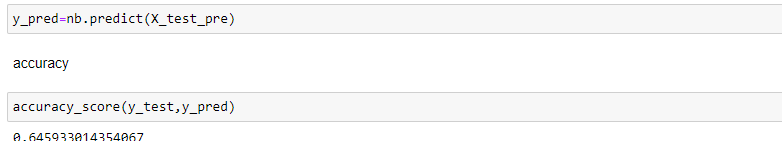 y_pred=nb.predict(X_test_pre)
accuracy
accuracy_score(y_test,y_pred)
0.645933014354067